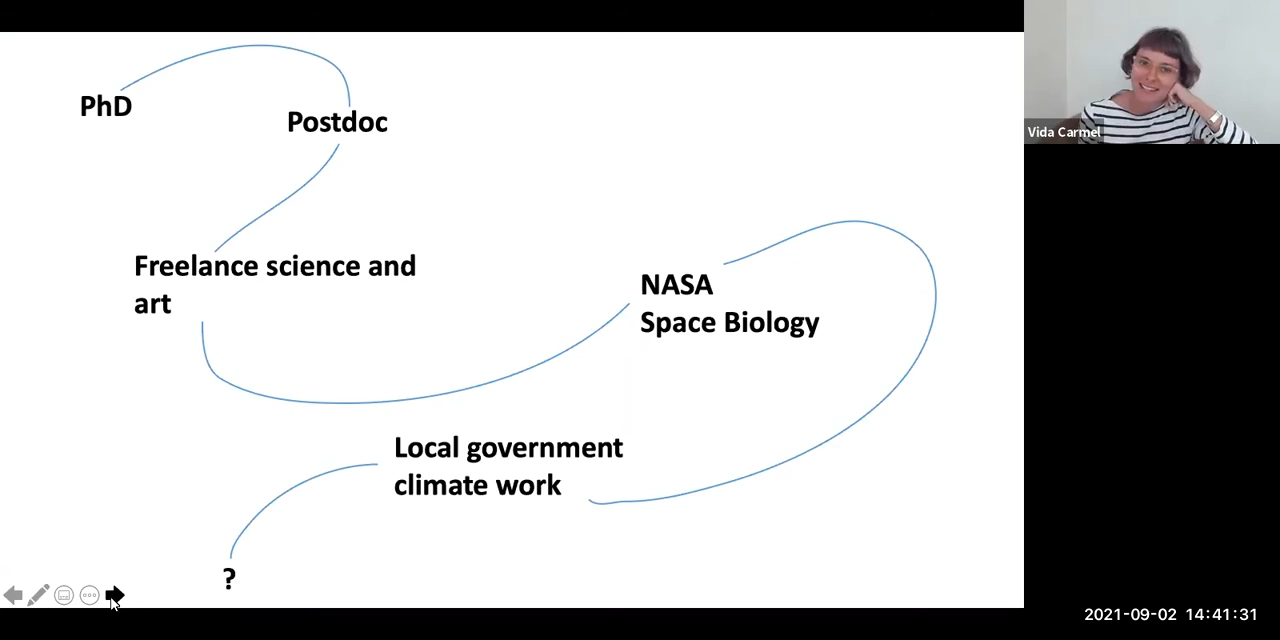 PhD
Postdoc
Vida Carmel
Freelance science and
art
NASA
Space Biology
Local government
climate work
?
2021-09-02 14:41:31